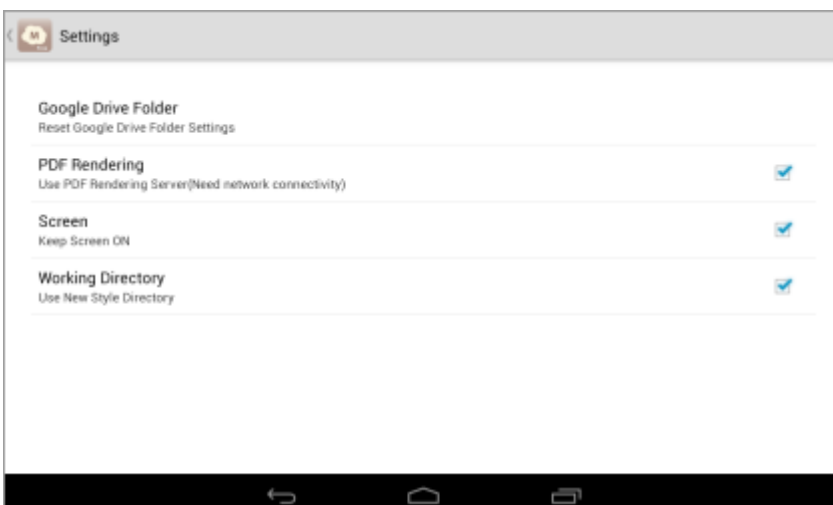 M
Settings
Google Drive Folder
Reset Google Drive Folder Settings
PDF Rendering
Use PDF Rendering Server(Need network connectivity)
Screen
Keep Screen ON
Working Directory
Use New Style Directory